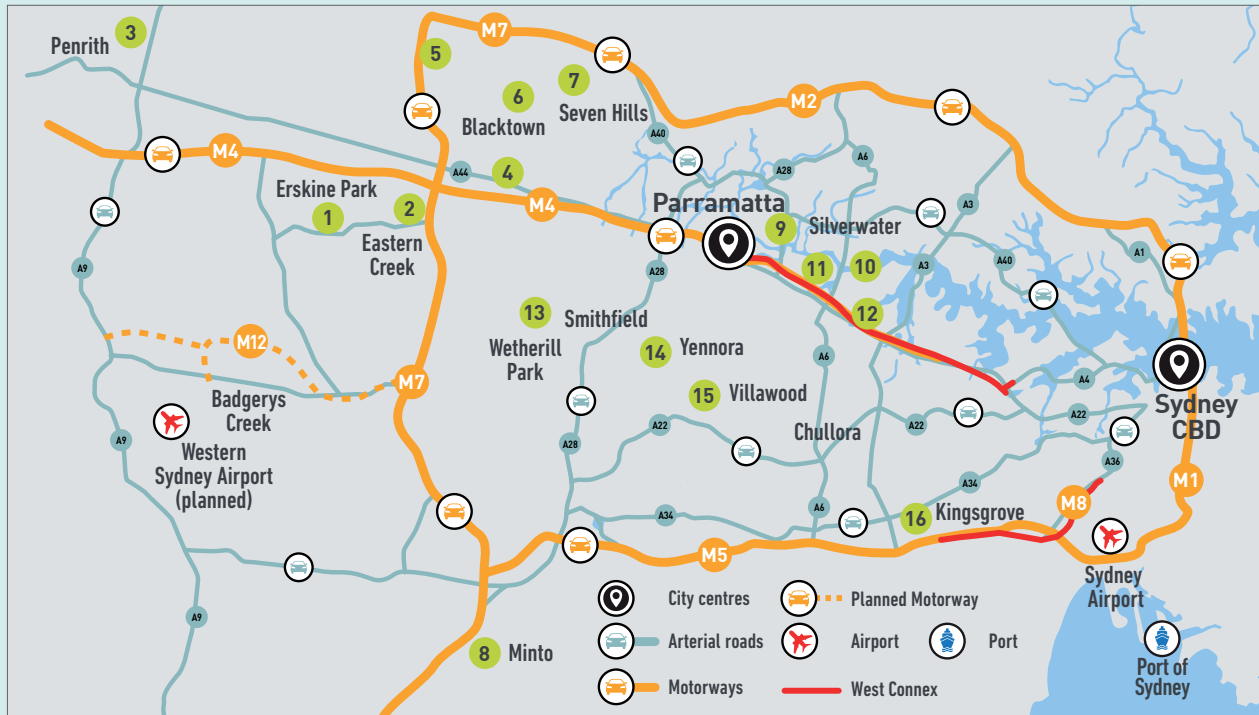 3
Penrith
M7
5
7
6
Seven Hills
Blacktown
M2
M4
A40
A44
4
A28
A6
Erskine Park
1
2
M4
Parramatta
A3
Eastern
Creek
9
Silverwater
A9
A28
11
10
A3
A40
A1
12
13
Smithfield
Wetherill
Park
14
Yennora
M12
A6
M7
A4
Badgerys
Creek
15
Villawood
Sydney
CBD
A22
A22
A22
Chullora
A9
Western
Sydney Airport
(planned)
A28
A36
A34
M1
M8
A34
A6
16
Kingsgrove
M5
Sydney
Airport
A9
8
Minto
Port of
Sydney
City centres
Planned Motorway
Arterial roads
Airport
Port
Motorways
West Connex